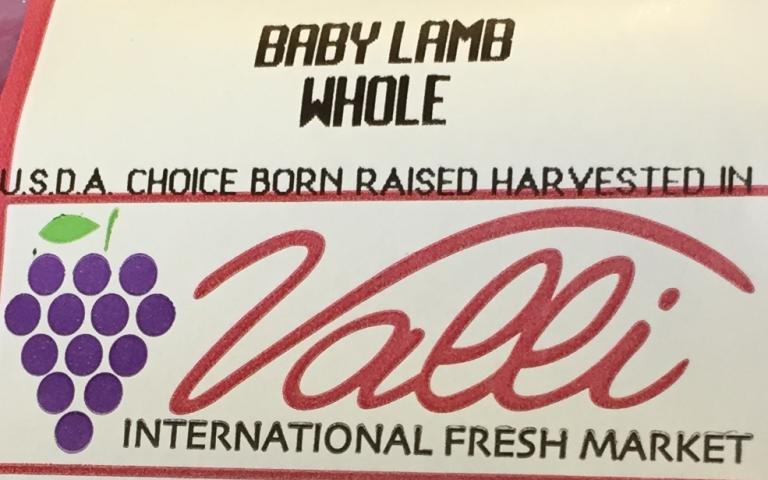 BABY LAMB
WHOLE
U.S.D.A. CHOICE BORN RAISED HARVESTED IN
Valli
INTERNATIONAL FRESH MARKET